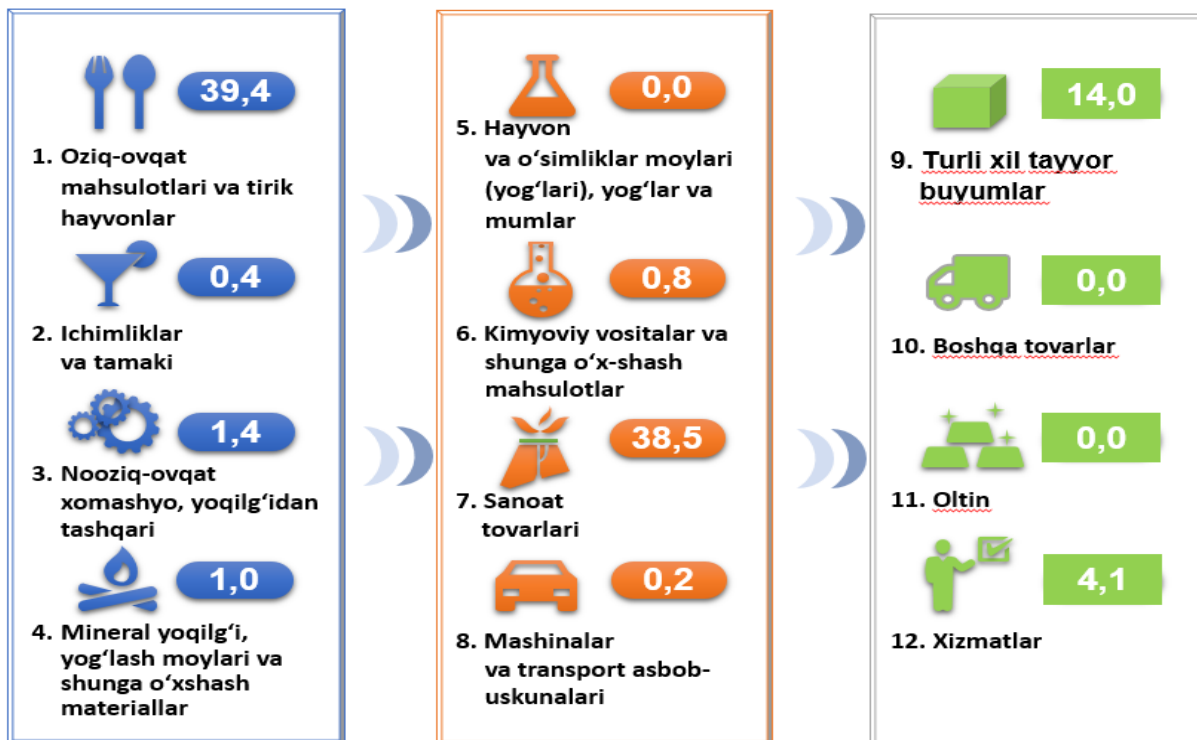 39,4
1. Oziq-ovqat
mahsulotlari va tirik
hayvonlar
0,4
2. Ichimliklar
va tamaki
1,4
3. Nooziq-ovqat
xomashyo, yoqilg‘idan
tashqari
1,0
4. Mineral yoqilg‘i,
yog‘lash moylari va
shunga o‘xshash
materiallar
0,0
5. Hayvon
va o‘simliklar moylari
(yog‘lari), yog‘lar va
mumlar
0,8
6. Kimyoviy vositalar va
shunga o‘x-shash
mahsulotlar
38,5
7. Sanoat
tovarlari
0,2
8. Mashinalar
va transport asbob-
uskunalari
14,0
9. Turli xil tayyor
buyumlar
0,0
10. Boshqa tovarlar
0,0
11. Oltin
4,1
12. Xizmatlar